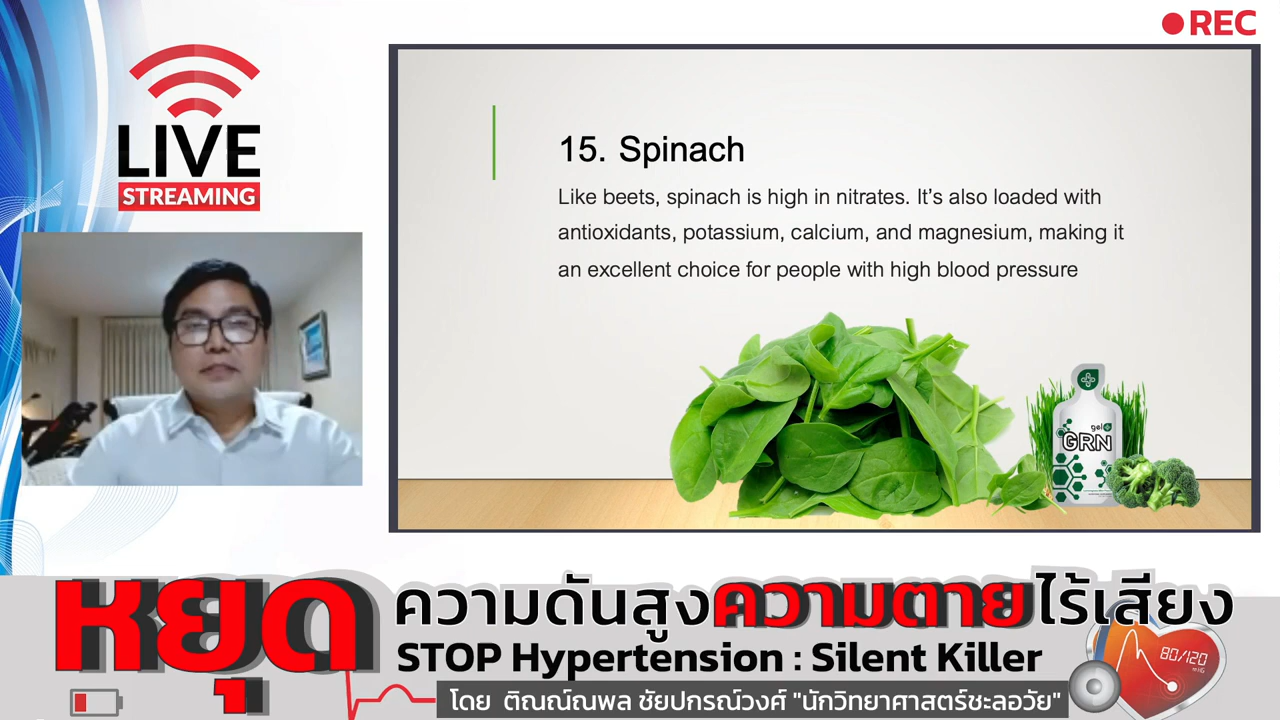 REC
LIVE
STREAMING
15. Spinach
Like beets, spinach is high in nitrates. It’s also loaded with
antioxidants, potassium, calcium, and magnesium, making it
an excellent choice for people with high blood pressure
gel
GRN
หยุด
ความดันสูงความตายไร้เสียง
STOP Hypertension : Silent Killer
80/120
mHG
โดย ติณณ์ณพล ชัยปกรณ์วงศ์ "นักวิทยาศาสตร์ชะลอวัย"